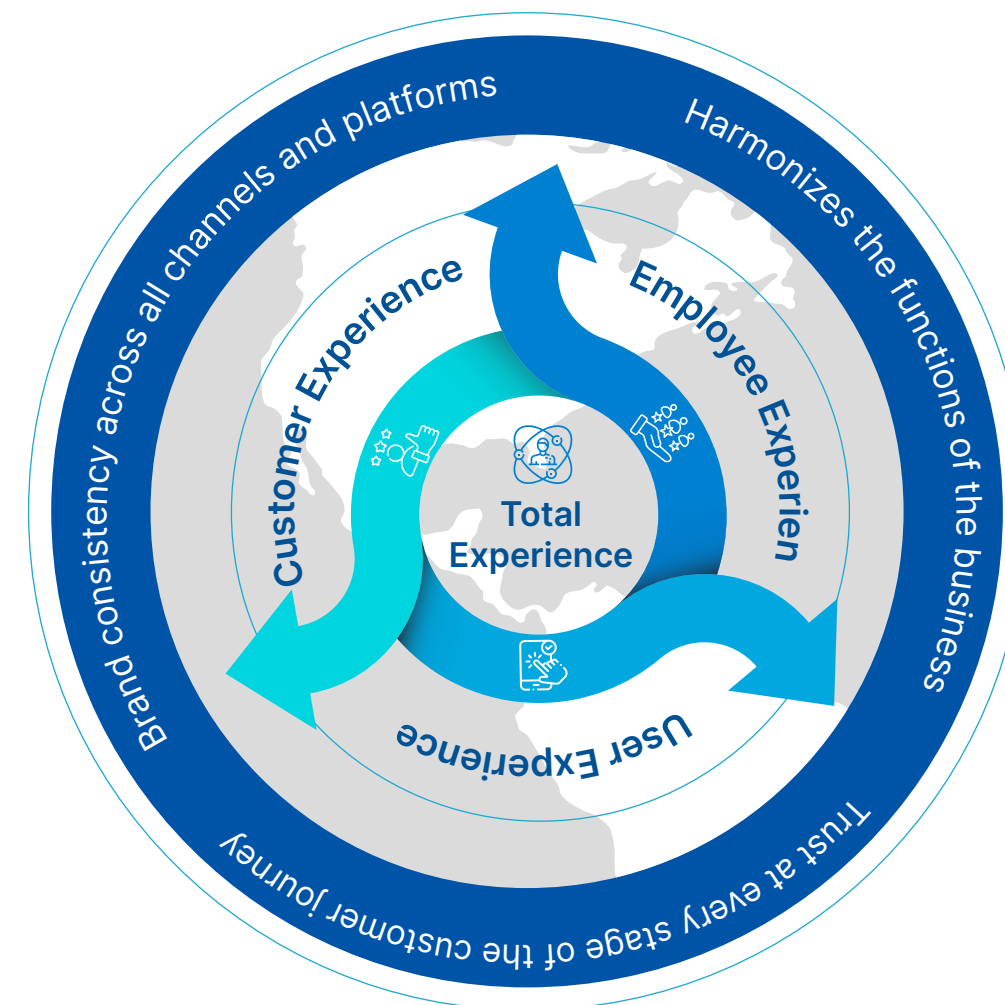 Brand consistency across all channels and platforms
Harmonizes the functions of the business
Trust at every stage of the customer journey
Customer Experience
Employee Experien
User Experience
Total
Experience